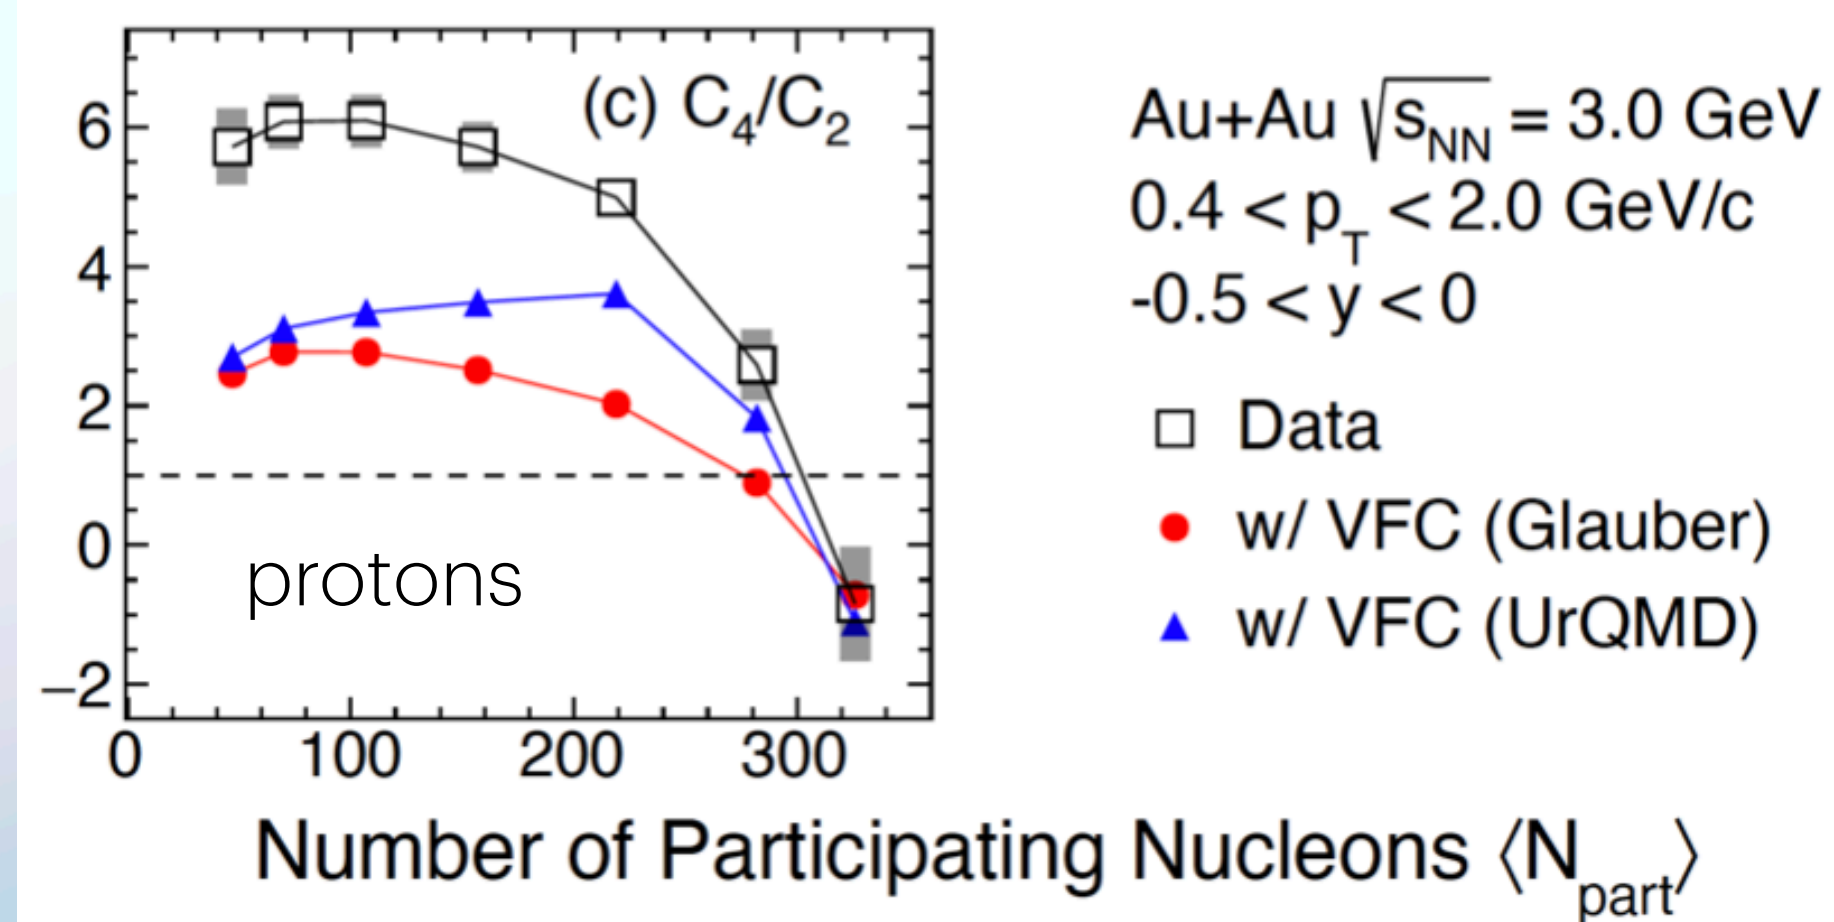 (c) C4/C2
6
4
2
0
−2
protons
0 100 200 300
Number of Participating Nucleons ⟨Npart⟩
Au+Au √sNN = 3.0 GeV
0.4 < pT < 2.0 GeV/c
-0.5 < y < 0
Data
w/ VFC (Glauber)
w/ VFC (UrQMD)